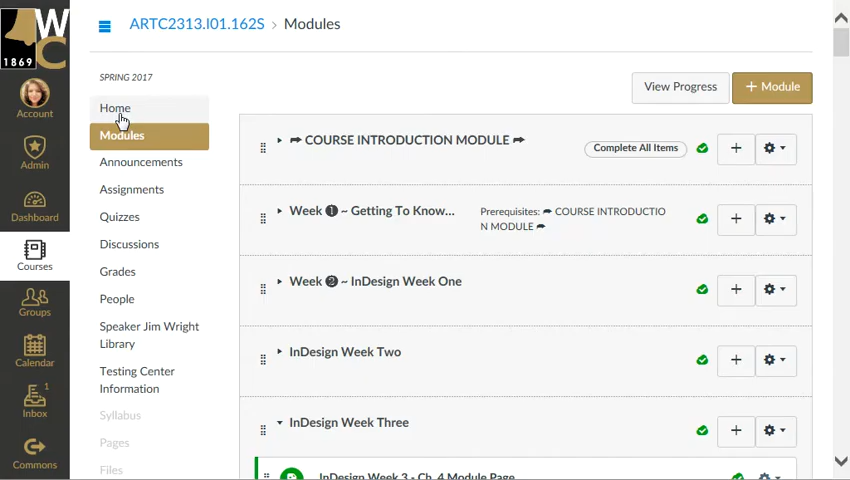 W
C
1869
Account
Admin
Dashboard
Courses
Groups
Calendar
1
Inbox
Commons
ARTC2313.I01.162S > Modules
SPRING 2017
Home
Modules
Announcements
Assignments
Quizzes
Discussions
Grades
People
Speaker Jim Wright
Library
Testing Center
Information
Syllabus
Pages
Files
View Progress
+ Module
➦ COURSE INTRODUCTION MODULE ➦
Complete All Items
Week ❶ ~ Getting To Know...
Prerequisites: ➦ COURSE INTRODUCTIO
N MODULE ➦
Week ❷ ~ InDesign Week One
InDesign Week Two
InDesign Week Three
InDesign Week 3 - Ch. 4 Module Page